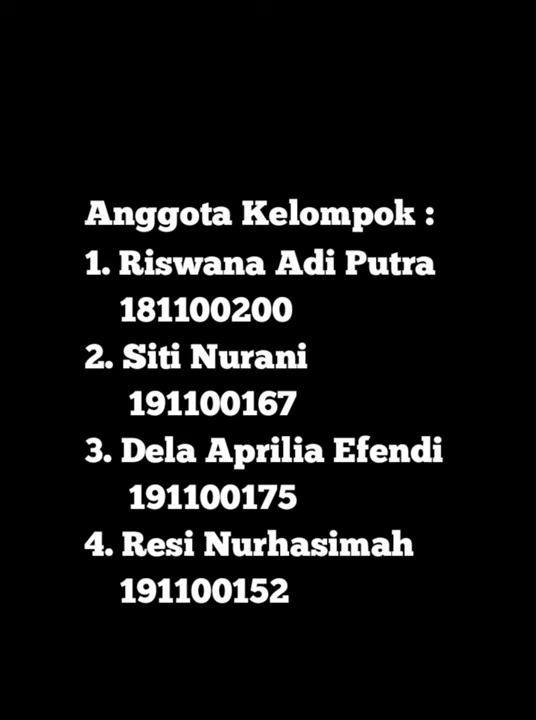 Anggota Kelompok :
1. Riswana Adi Putra
181100200
2. Siti Nurani
191100167
3. Dela Aprilia Efendi
191100175
4. Resi Nurhasimah
191100152